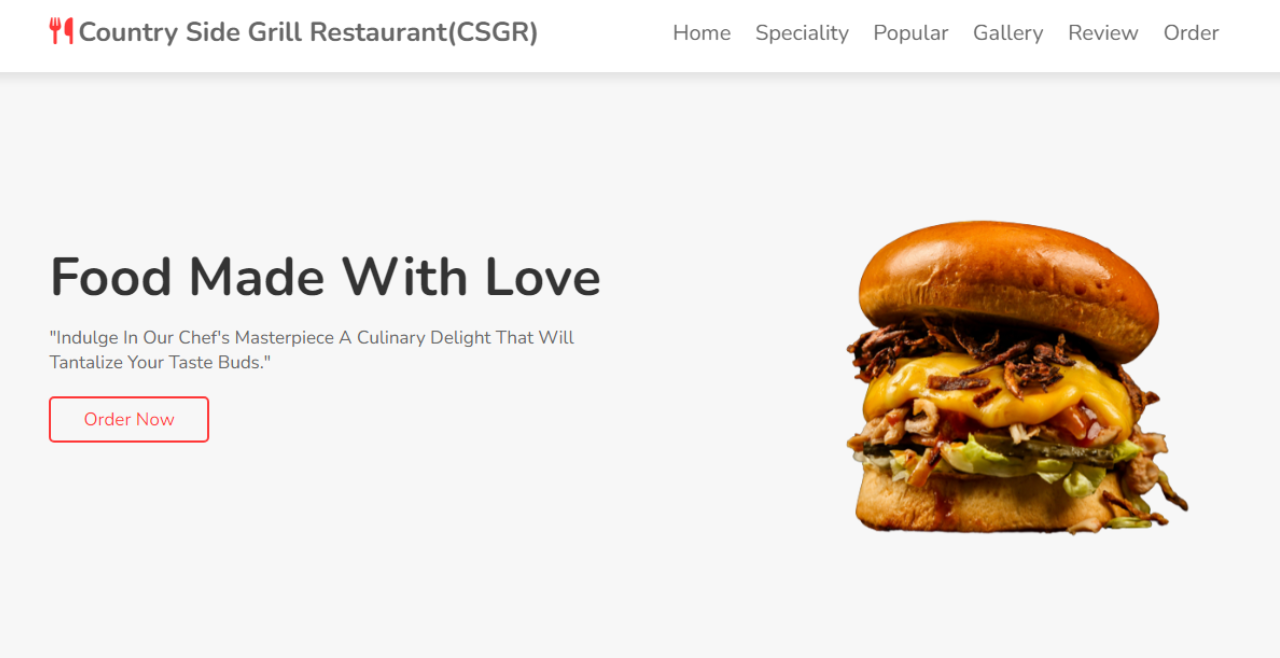 Country Side Grill Restaurant(CSGR)
Home Speciality Popular Gallery Review Order
Food Made With Love
"Indulge In Our Chef's Masterpiece A Culinary Delight That Will
Tantalize Your Taste Buds."
Order Now